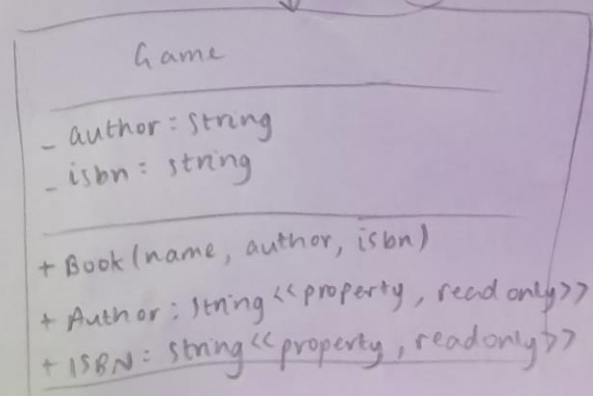 Game
- author : string
- isbn : string
+ Book (name, author, isbn)
+ Author : string <<property, read only>>
+ ISBN : string <<property, readonly>>